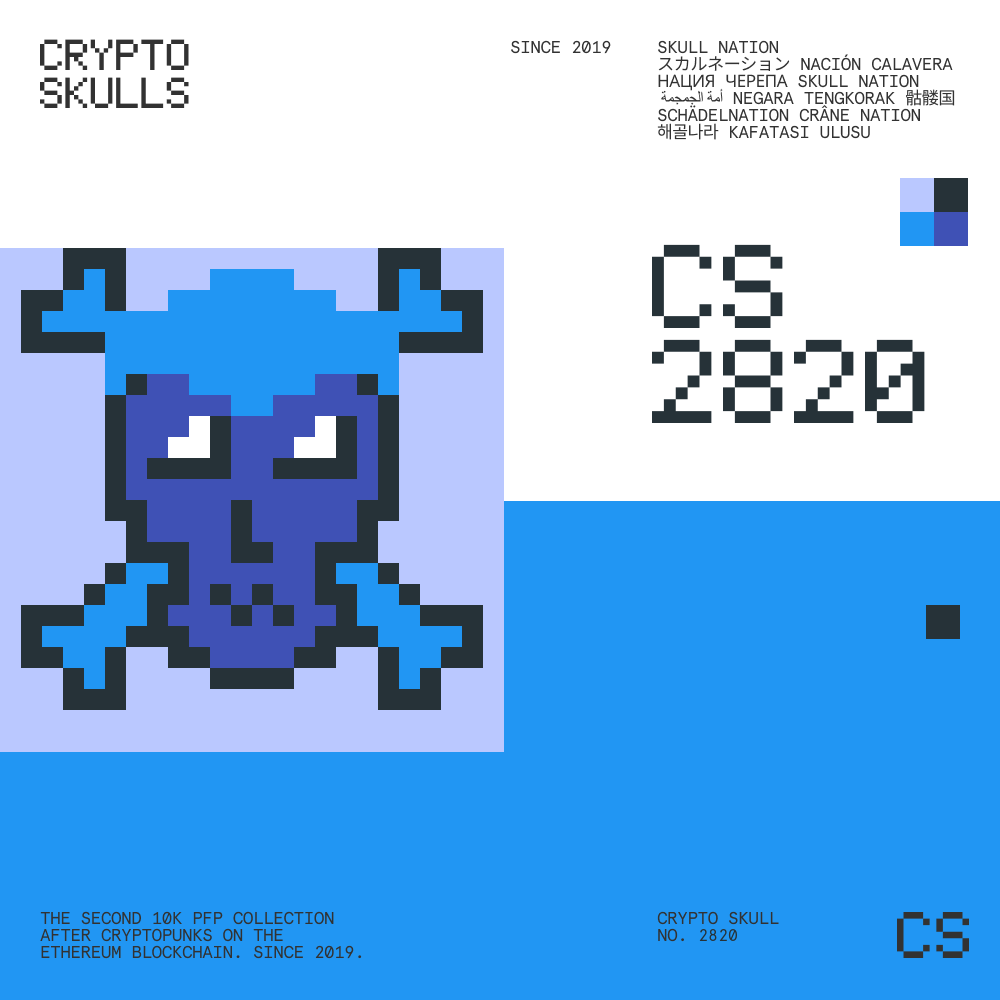 CRYPTO
SKULLS
SINCE 2019
SKULL NATION
スカルネーション NACIÓN CALAVERA
НАЦИЯ ЧЕРЕПА SKULL NATION
أمة الجمجمة NEGARA TENGKORAK 骷髅国
SCHÄDELNATION CRÂNE NATION
해골나라 KAFATASI ULUSU
CS
2820
THE SECOND 10K PFP COLLECTION
AFTER CRYPTOPUNKS ON THE
ETHEREUM BLOCKCHAIN. SINCE 2019.
CRYPTO SKULL
NO. 2820
CS